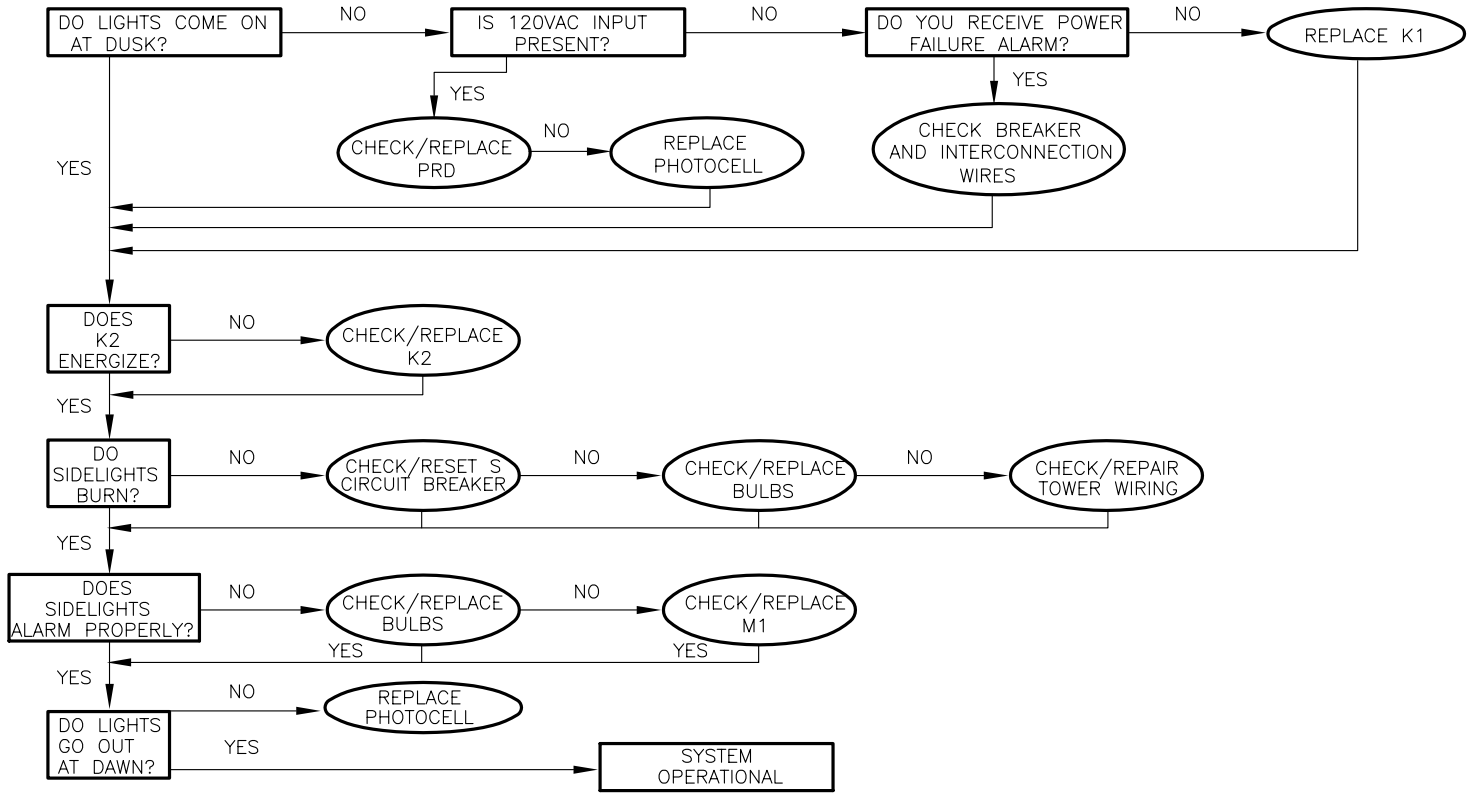 DO LIGHTS COME ON
AT DUSK?
NO
IS 120VAC INPUT
PRESENT?
NO
DO YOU RECEIVE POWER
FAILURE ALARM?
NO
REPLACE K1
YES
YES
YES
CHECK/REPLACE
PRD
NO
REPLACE
PHOTOCELL
CHECK BREAKER
AND INTERCONNECTION
WIRES
DOES
K2
ENERGIZE?
NO
CHECK/REPLACE
K2
YES
DO
SIDELIGHTS
BURN?
NO
CHECK/RESET S
CIRCUIT BREAKER
NO
CHECK/REPLACE
BULBS
NO
CHECK/REPAIR
TOWER WIRING
YES
DOES
SIDELIGHTS
ALARM PROPERLY?
NO
CHECK/REPLACE
BULBS
NO
CHECK/REPLACE
M1
YES
YES
YES
DO LIGHTS
GO OUT
AT DAWN?
NO
REPLACE
PHOTOCELL
YES
SYSTEM
OPERATIONAL